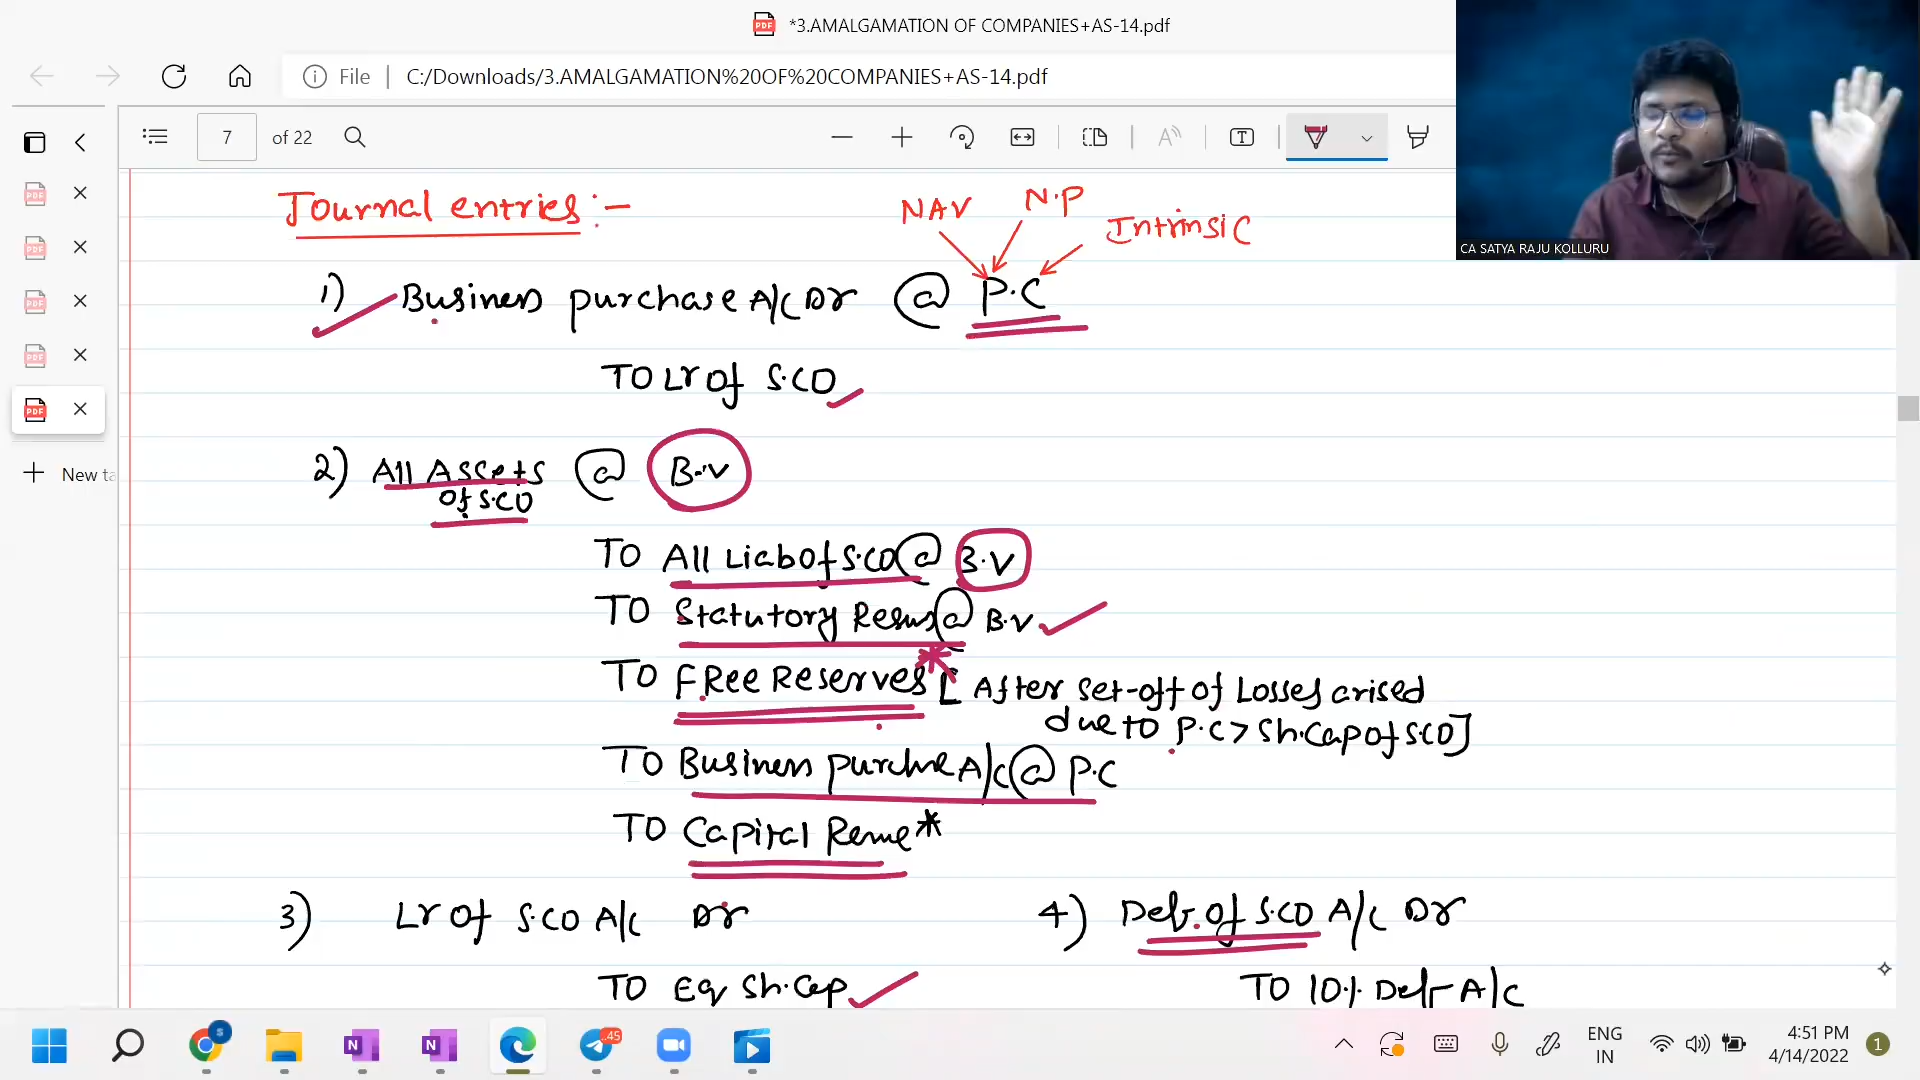 *3.AMALGAMATION OF COMPANIES+AS-14.pdf
File | C:/Downloads/3.AMALGAMATION%20OF%20COMPANIES+AS-14.pdf
7 of 22
CA SATYA RAJU KOLLURU
New ta
Journal entries :-
NAV N.P Intrinsic
1) Business purchase A/C Dr @ P.C
TO Lr of S.CO
2) All Assets @ B.V
of S.CO
TO All Liab of S.CO @ B.V
TO Statutory @ B.V
TO FRee Reserves [After set-off of Losses arised
due to P.C > Sh.Cap of S.CO]
TO Business A/C @ P.C
TO Capital *
3) Lr of S.CO A/C Dr
4) Deb. of S.CO A/C Dr
TO Eq Sh.Cap
TO 10% Deb A/C
45
ENG
IN
4:51 PM
4/14/2022
1